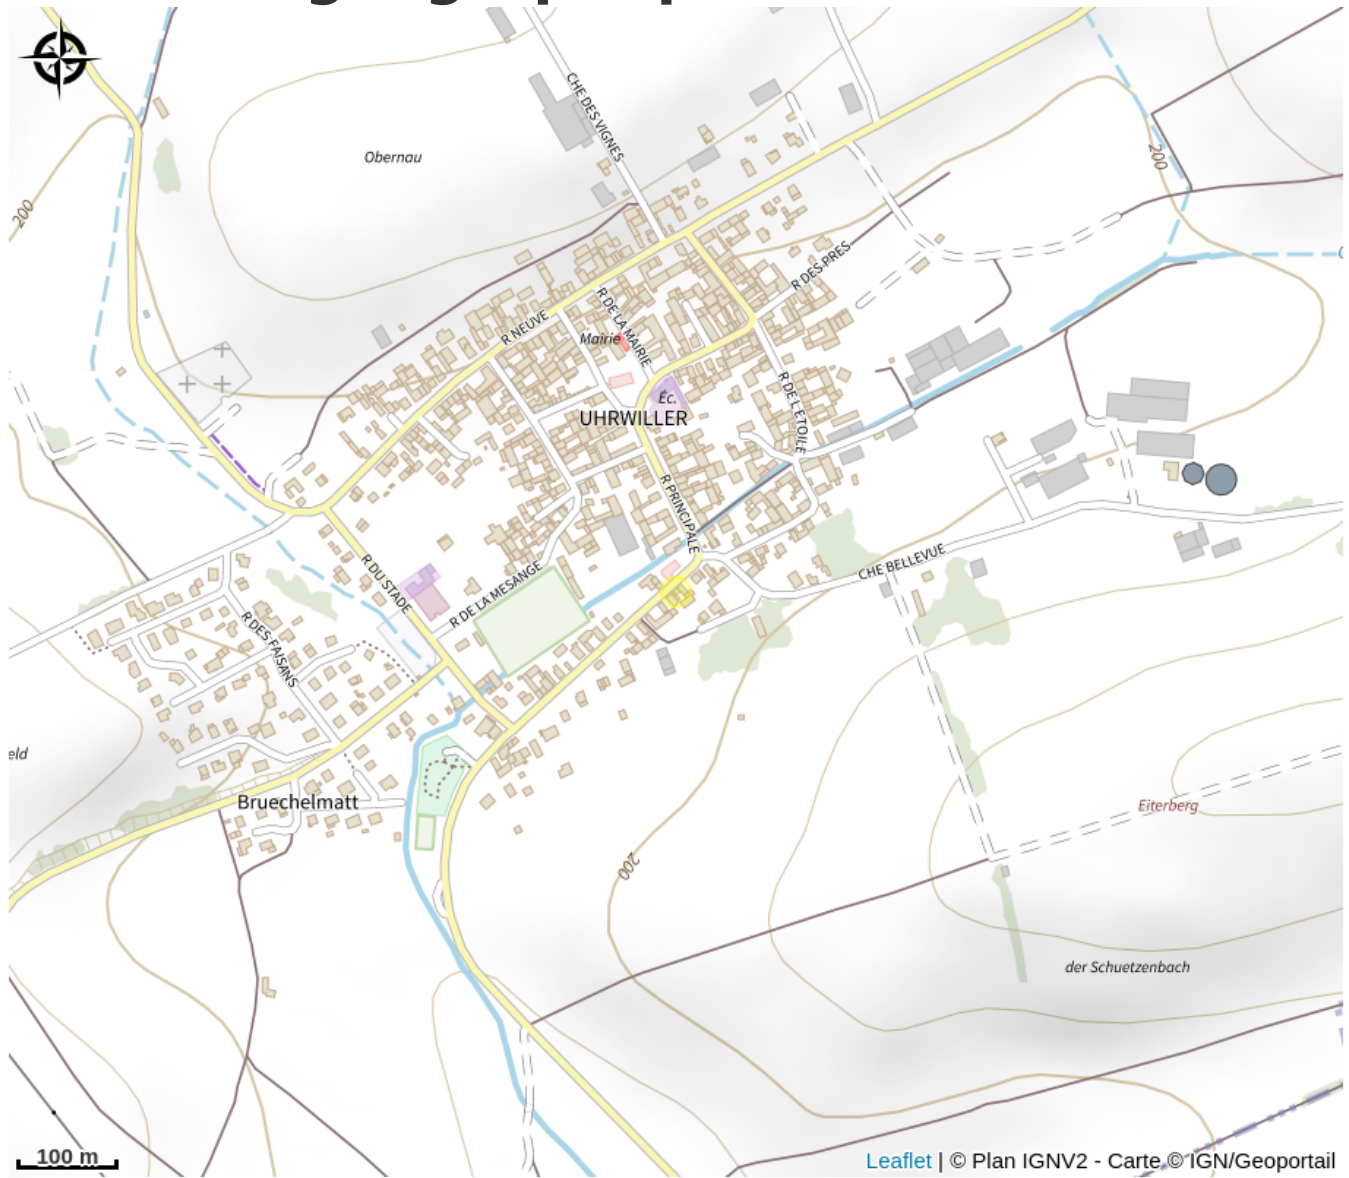 CHE DES VIGNES
Obernau
200
200
R DES PRES
R NEUVE
R DE LA MAIRIE
Mairie
Éc.
UHRWILLER
R DE L'ETOILE
R PRINCIPALE
CHE BELLEVUE
R DU STADE
R DE LA MESANGE
R DES FAISANS
eld
Bruechelmatt
Eiterberg
200
der Schuetzenbach
100 m
Leaflet | © Plan IGNV2 - Carte © IGN/Geoportail